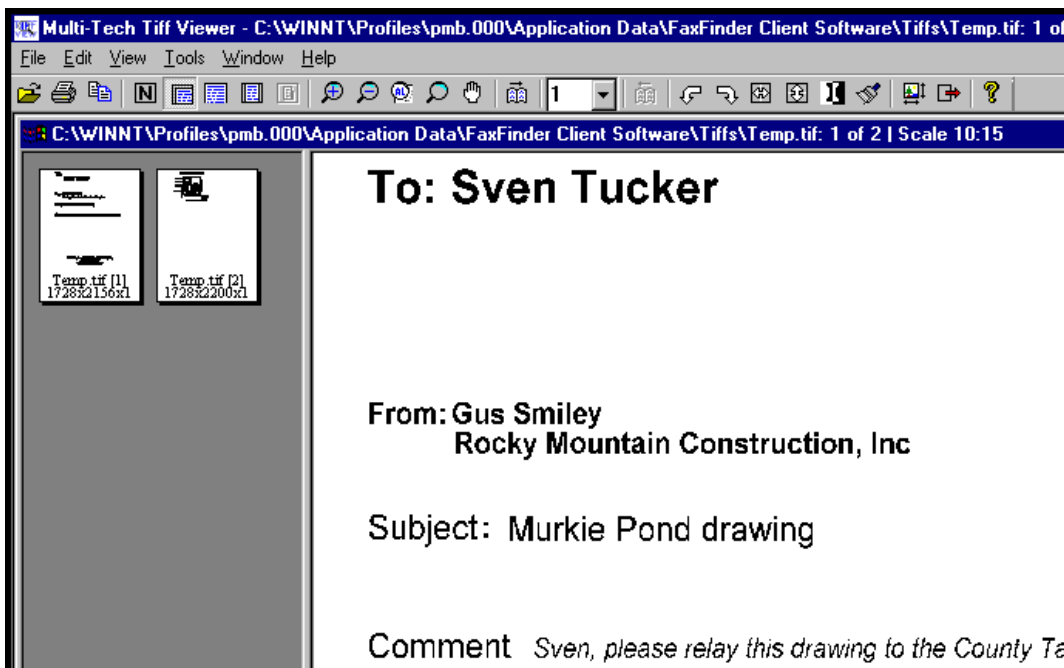 Multi-Tech Tiff Viewer - C:\WINNT\Profiles\pmb.000\Application Data\FaxFinder Client Software\Tiffs\Temp.tif: 1 of
File Edit View Tools Window Help
N 1
C:\WINNT\Profiles\pmb.000\Application Data\FaxFinder Client Software\Tiffs\Temp.tif: 1 of 2 | Scale 10:15
Temp.tif [1]
1728x2156x1
Temp.tif [2]
1728x2200x1
To: Sven Tucker
From: Gus Smiley
Rocky Mountain Construction, Inc
Subject: Murkie Pond drawing
Comment Sven, please relay this drawing to the County Ta